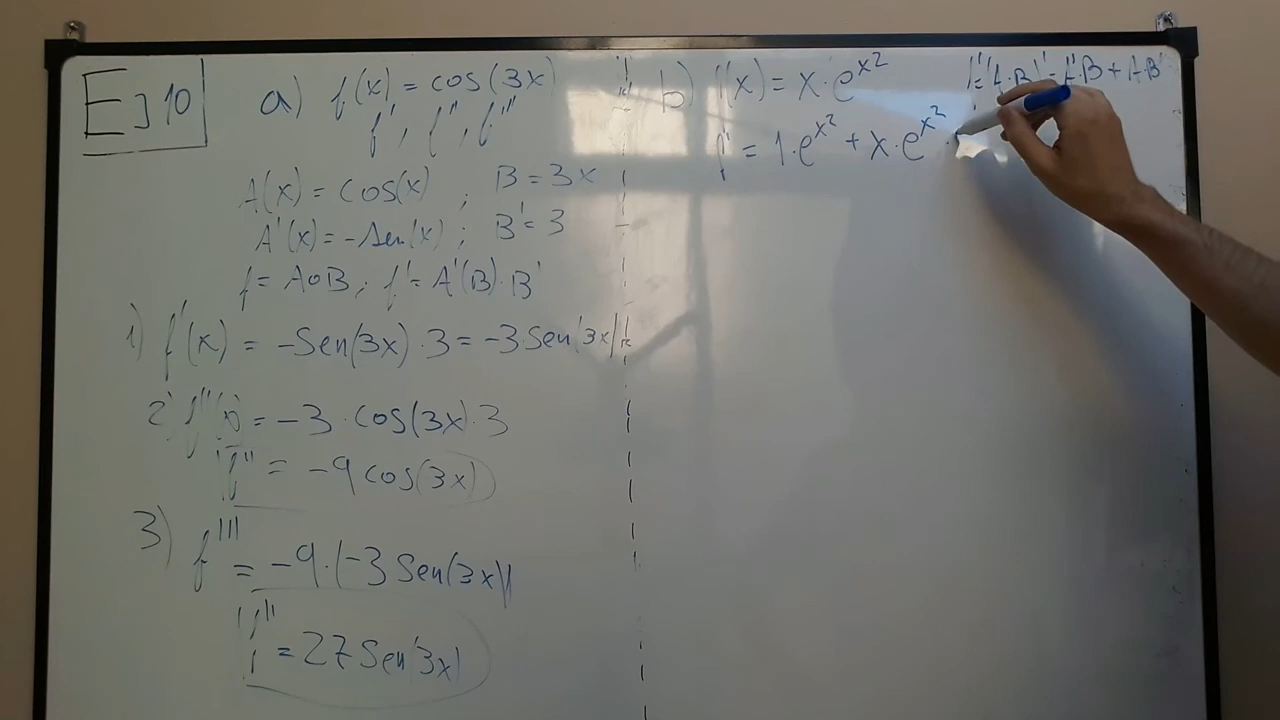 EJ 10
a) f(x) = cos(3x)
f', f'', f'''
A(x) = cos(x) ; B = 3x
A'(x) = -Sen(x) ; B' = 3
f = A∘B ; f' = A'(B) · B'
1) f'(x) = -Sen(3x) · 3 = -3 Sen(3x)
2) f''(x) = -3 · cos(3x) · 3
f'' = -9 cos(3x)
3) f''' = -9 · (-3 Sen(3x))
f''' = 27 Sen(3x)
b) f(x) = x · e^x²
f' = (A·B)' = A'B + AB'
f' = 1 · e^x² + x · e^x² ·